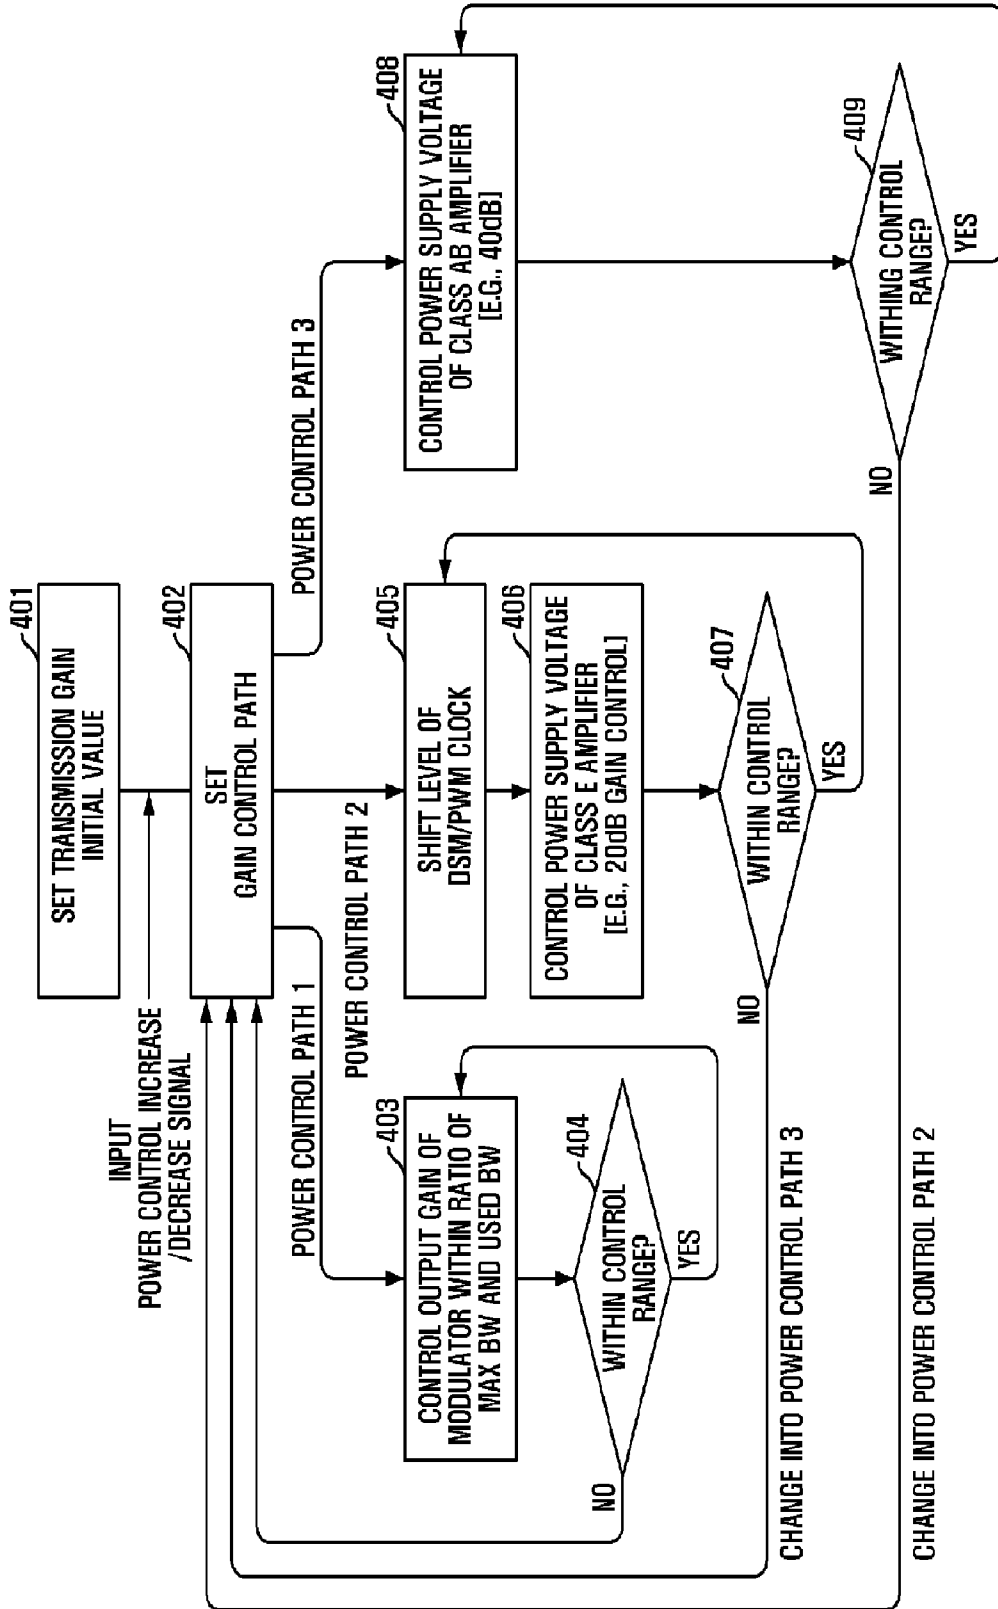 401
SET TRANSMISSION GAIN
INITIAL VALUE
INPUT
POWER CONTROL INCREASE
/DECREASE SIGNAL
402
SET
GAIN CONTROL PATH
POWER CONTROL PATH 1
POWER CONTROL PATH 2
POWER CONTROL PATH 3
403
CONTROL OUTPUT GAIN OF
MODULATOR WITHIN RATIO OF
MAX BW AND USED BW
404
WITHIN CONTROL
RANGE?
YES
NO
405
SHIFT LEVEL OF
DSM/PWM CLOCK
406
CONTROL POWER SUPPLY VOLTAGE
OF CLASS E AMPLIFIER
[E.G., 20dB GAIN CONTROL]
407
WITHIN CONTROL
RANGE?
YES
NO
CHANGE INTO POWER CONTROL PATH 3
408
CONTROL POWER SUPPLY VOLTAGE
OF CLASS AB AMPLIFIER
[E.G., 40dB]
409
WITHING CONTROL
RANGE?
YES
NO
CHANGE INTO POWER CONTROL PATH 2